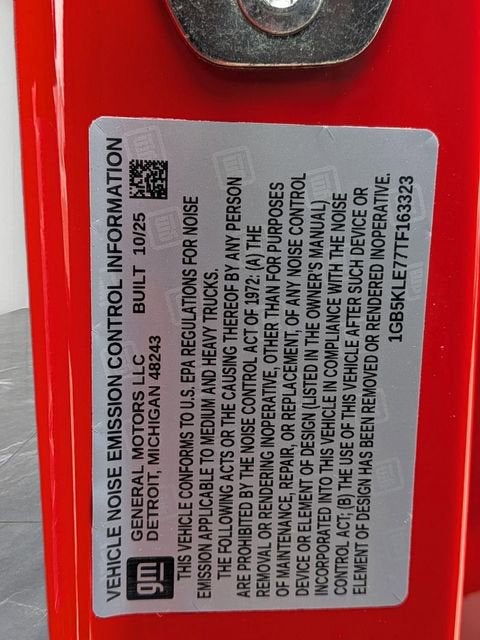 VEHICLE NOISE EMISSION CONTROL INFORMATION
gm
GENERAL MOTORS LLC BUILT 10/25
DETROIT, MICHIGAN 48243
THIS VEHICLE CONFORMS TO U.S. EPA REGULATIONS FOR NOISE
EMISSION APPLICABLE TO MEDIUM AND HEAVY TRUCKS.
THE FOLLOWING ACTS OR THE CAUSING THEREOF BY ANY PERSON
ARE PROHIBITED BY THE NOISE CONTROL ACT OF 1972: (A) THE
REMOVAL OR RENDERING INOPERATIVE, OTHER THAN FOR PURPOSES
OF MAINTENANCE, REPAIR, OR REPLACEMENT, OF ANY NOISE CONTROL
DEVICE OR ELEMENT OF DESIGN (LISTED IN THE OWNER'S MANUAL)
INCORPORATED INTO THIS VEHICLE IN COMPLIANCE WITH THE NOISE
CONTROL ACT; (B) THE USE OF THIS VEHICLE AFTER SUCH DEVICE OR
ELEMENT OF DESIGN HAS BEEN REMOVED OR RENDERED INOPERATIVE.
1GB5KLE77TF163323